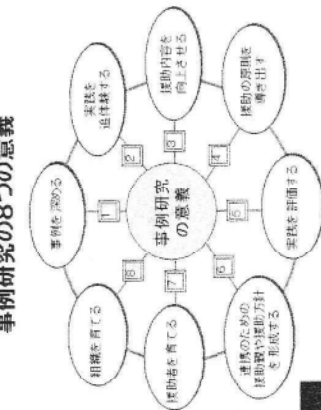 事例研究の8つの意義
事例研究
の意義
1
事例を深める
2
実践を
追体験する
3
援助内容を
向上させる
4
援助の原則を
導き出す
5
実践を評価する
6
連携のための
援助観や援助方針
を形成する
7
援助者を育てる
8
組織を育てる